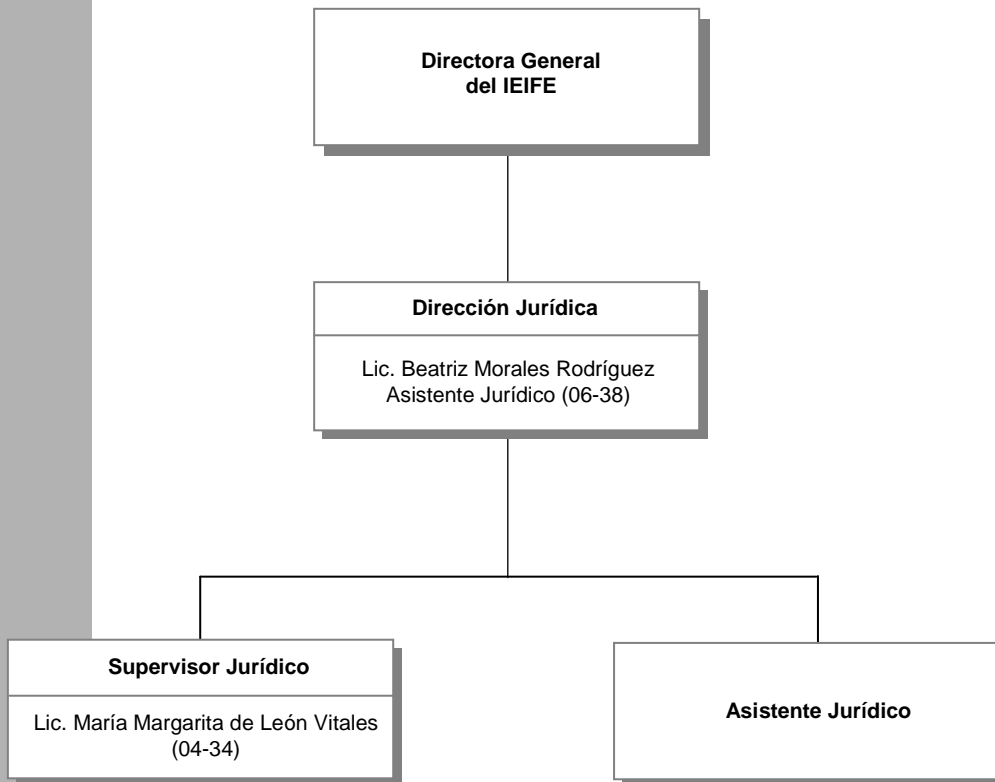 Directora General
del IEIFE
Dirección Jurídica
Lic. Beatriz Morales Rodríguez
Asistente Jurídico (06-38)
Supervisor Jurídico
Lic. María Margarita de León Vitales
(04-34)
Asistente Jurídico